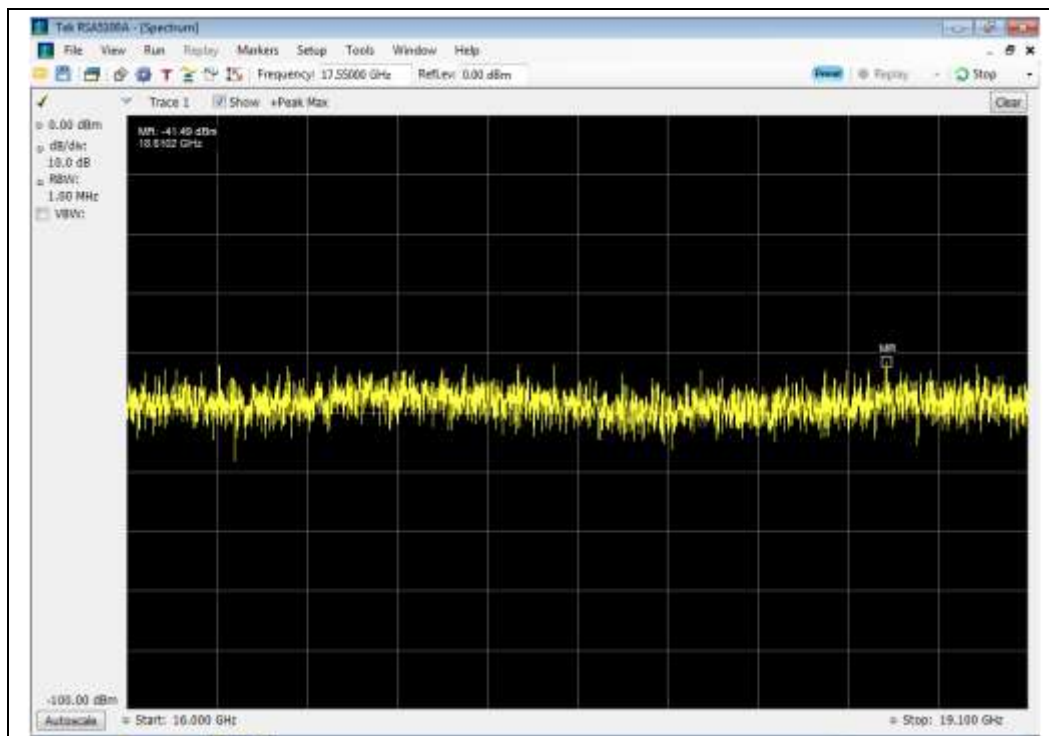 Tek RSA5100A - [Spectrum]
File View Run Replay Markers Setup Tools Window Help
Frequency: 17.55000 GHz RefLev: 0.00 dBm Preset Replay Stop
Trace 1 Show +Peak Max Clear
0.00 dBm
dB/div:
10.0 dB
RBW:
1.00 MHz
VBW:
MR: -41.49 dBm
18.6102 GHz
MR
-100.00 dBm
Autoscale Start: 16.000 GHz Stop: 19.100 GHz